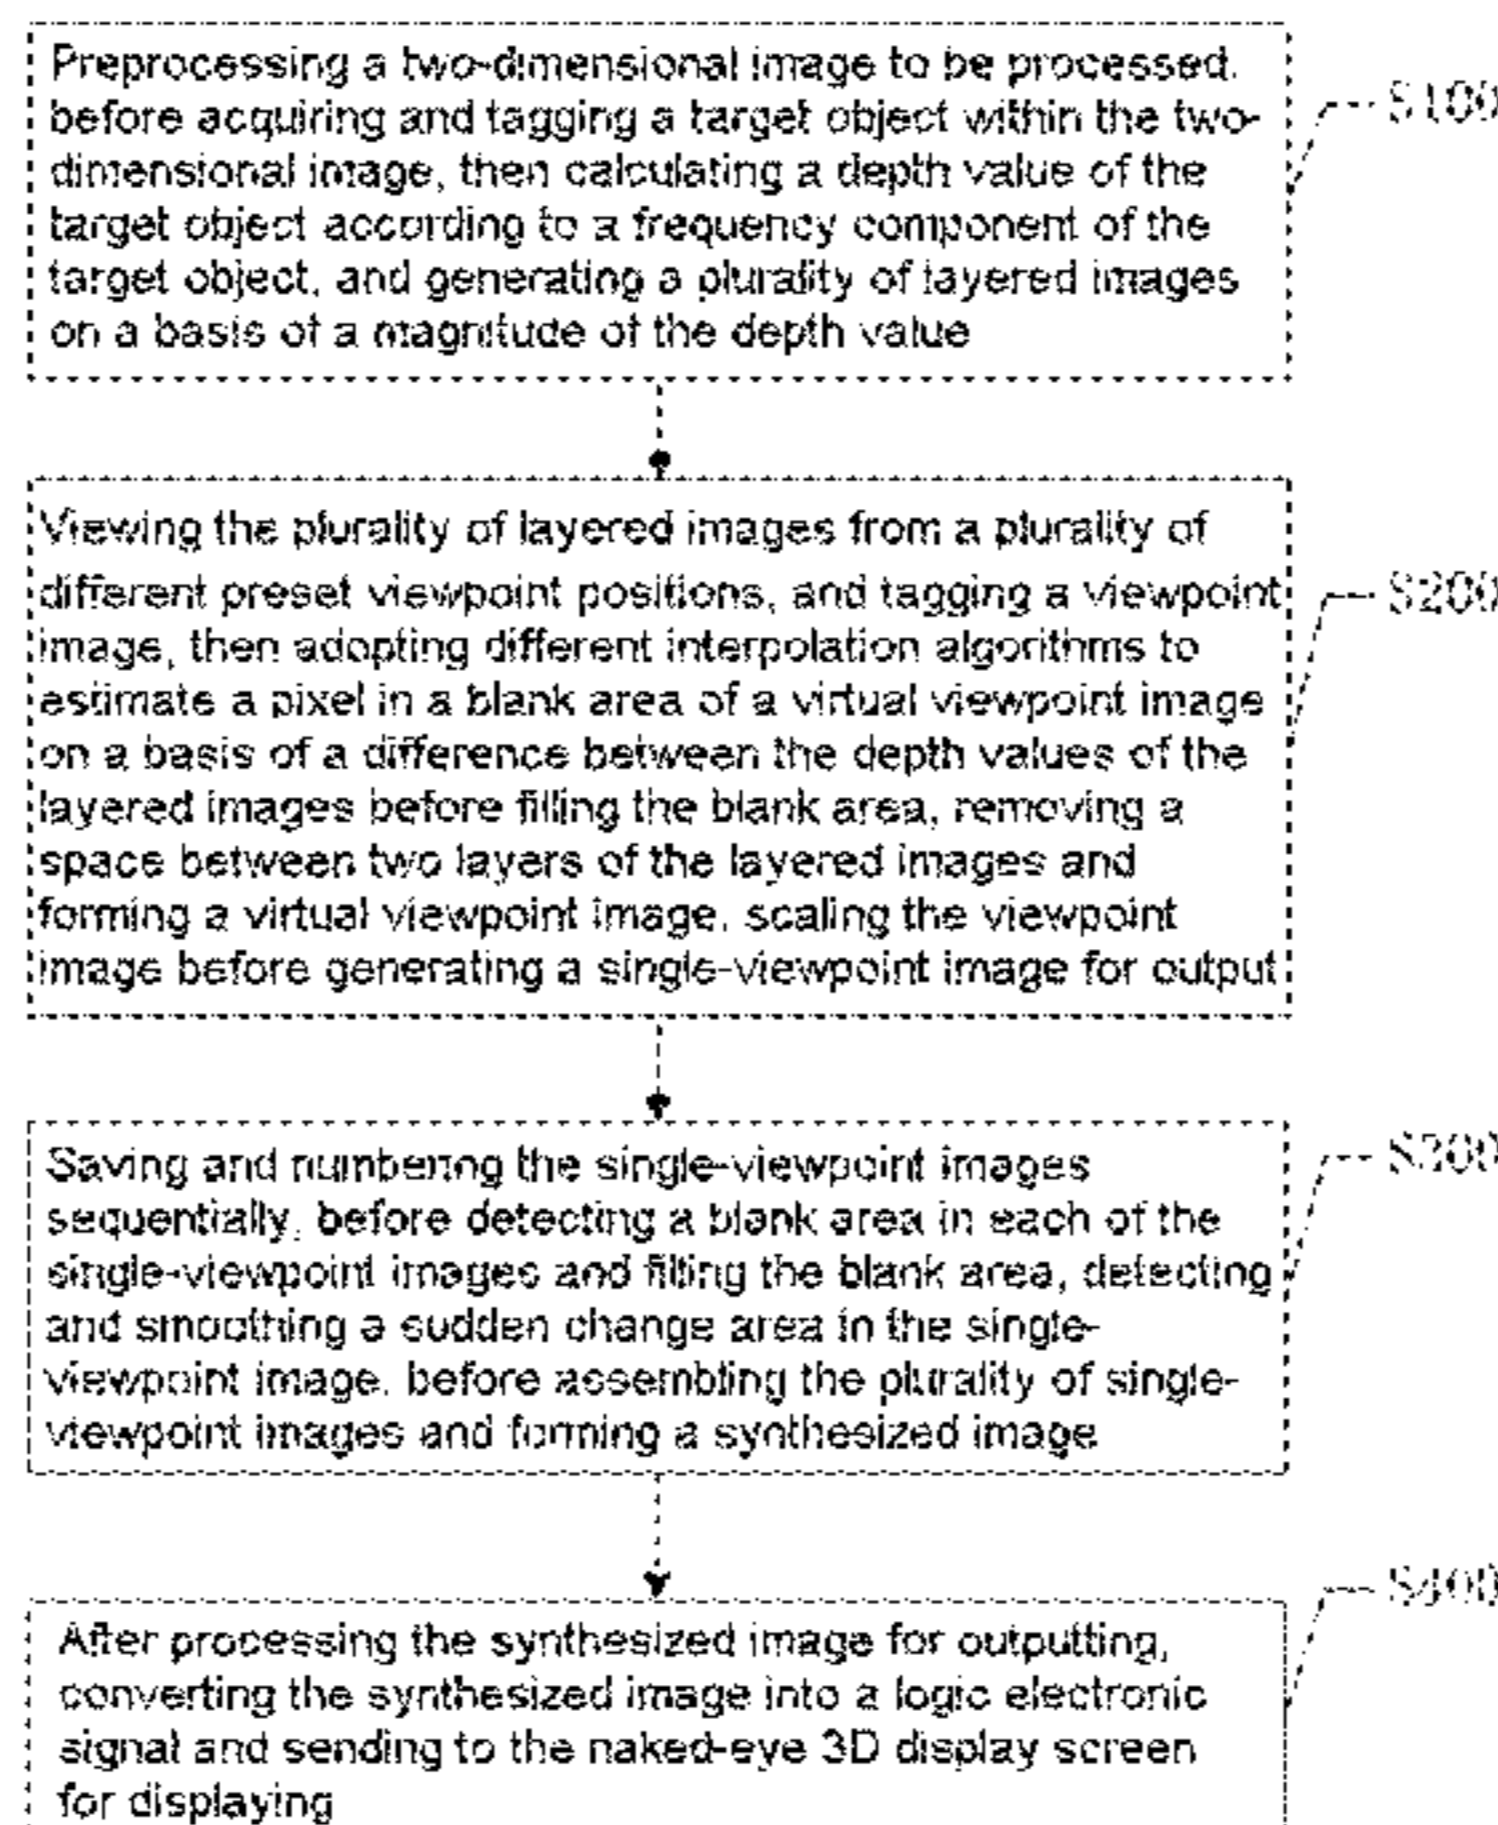 Preprocessing a two-dimensional image to be processed,
before acquiring and tagging a target object within the two-
dimensional image, then calculating a depth value of the
target object according to a frequency component of the
target object, and generating a plurality of layered images
on a basis of a magnitude of the depth value
S100
Viewing the plurality of layered images from a plurality of
different preset viewpoint positions, and tagging a viewpoint
image, then adopting different interpolation algorithms to
estimate a pixel in a blank area of a virtual viewpoint image
on a basis of a difference between the depth values of the
layered images before filling the blank area, removing a
space between two layers of the layered images and
forming a virtual viewpoint image, scaling the viewpoint
image before generating a single-viewpoint image for output
S200
Saving and numbering the single-viewpoint images
sequentially, before detecting a blank area in each of the
single-viewpoint images and filling the blank area, detecting
and smoothing a sudden change area in the single-
viewpoint image, before assembling the plurality of single-
viewpoint images and forming a synthesized image
S300
After processing the synthesized image for outputting,
converting the synthesized image into a logic electronic
signal and sending to the naked-eye 3D display screen
for displaying
S400